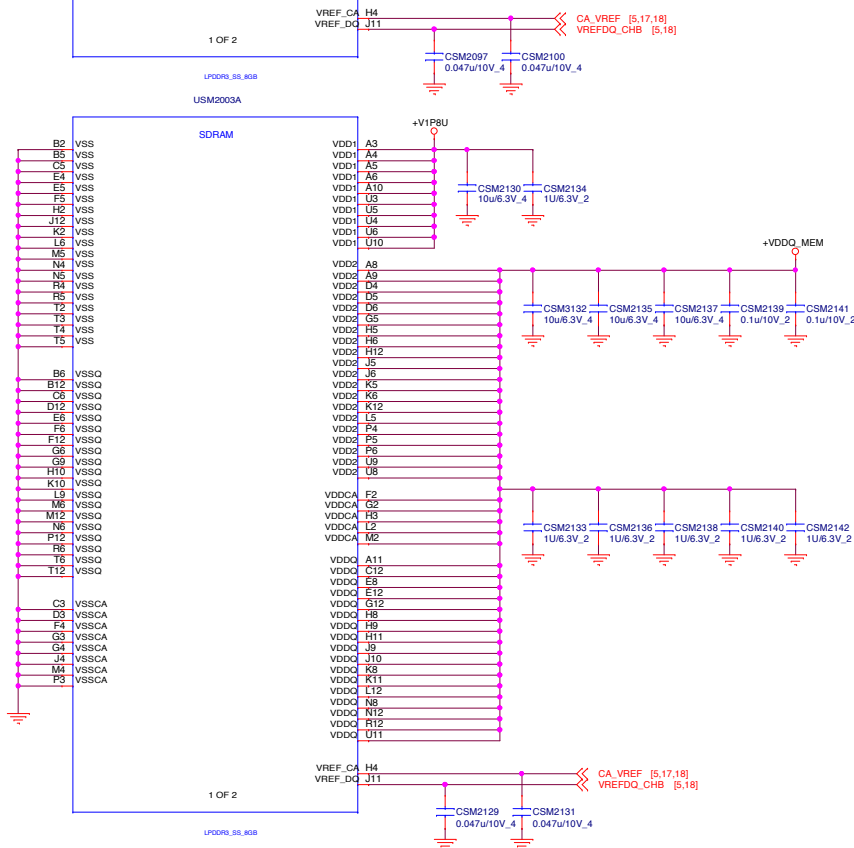 VREF_CA H4 CA_VREF [5,17,18]
VREF_DQ J11 VREFDQ_CHB [5,18]
1 OF 2
CSM2097 CSM2100
0.047u/10V_4 0.047u/10V_4
LPDDR3_SS_8GB
USM2003A
SDRAM
+V1P8U
B2 VSS
B5 VSS
C5 VSS
E4 VSS
E5 VSS
F5 VSS
H2 VSS
J12 VSS
K2 VSS
L6 VSS
M5 VSS
N4 VSS
N5 VSS
R4 VSS
R5 VSS
T2 VSS
T3 VSS
T4 VSS
T5 VSS
B6 VSSQ
B12 VSSQ
C6 VSSQ
D12 VSSQ
E6 VSSQ
F6 VSSQ
F12 VSSQ
G6 VSSQ
G9 VSSQ
H10 VSSQ
K10 VSSQ
L9 VSSQ
M6 VSSQ
M12 VSSQ
N6 VSSQ
P12 VSSQ
R6 VSSQ
T6 VSSQ
T12 VSSQ
C3 VSSCA
D3 VSSCA
F4 VSSCA
G3 VSSCA
G4 VSSCA
J4 VSSCA
M4 VSSCA
P3 VSSCA
VDD1 A3
VDD1 A4
VDD1 A5
VDD1 A6
VDD1 A10
VDD1 U3
VDD1 U5
VDD1 U4
VDD1 U6
VDD1 U10
CSM2130 CSM2134
10u/6.3V_4 1U/6.3V_2
+VDDQ_MEM
VDD2 A8
VDD2 A9
VDD2 D4
VDD2 D5
VDD2 D6
VDD2 G5
VDD2 H5
VDD2 H6
VDD2 H12
VDD2 J5
VDD2 J6
VDD2 K5
VDD2 K6
VDD2 K12
VDD2 L5
VDD2 P4
VDD2 P5
VDD2 P6
VDD2 U9
VDD2 U8
CSM3132 CSM2135 CSM2137 CSM2139 CSM2141
10u/6.3V_4 10u/6.3V_4 10u/6.3V_4 0.1u/10V_2 0.1u/10V_2
VDDCA F2
VDDCA G2
VDDCA H3
VDDCA L2
VDDCA M2
CSM2133 CSM2136 CSM2138 CSM2140 CSM2142
1U/6.3V_2 1U/6.3V_2 1U/6.3V_2 1U/6.3V_2 1U/6.3V_2
VDDQ A11
VDDQ C12
VDDQ E8
VDDQ E12
VDDQ G12
VDDQ H8
VDDQ H9
VDDQ H11
VDDQ J9
VDDQ J10
VDDQ K8
VDDQ K11
VDDQ L12
VDDQ N8
VDDQ N12
VDDQ R12
VDDQ U11
VREF_CA H4 CA_VREF [5,17,18]
VREF_DQ J11 VREFDQ_CHB [5,18]
1 OF 2
CSM2129 CSM2131
0.047u/10V_4 0.047u/10V_4
LPDDR3_SS_8GB